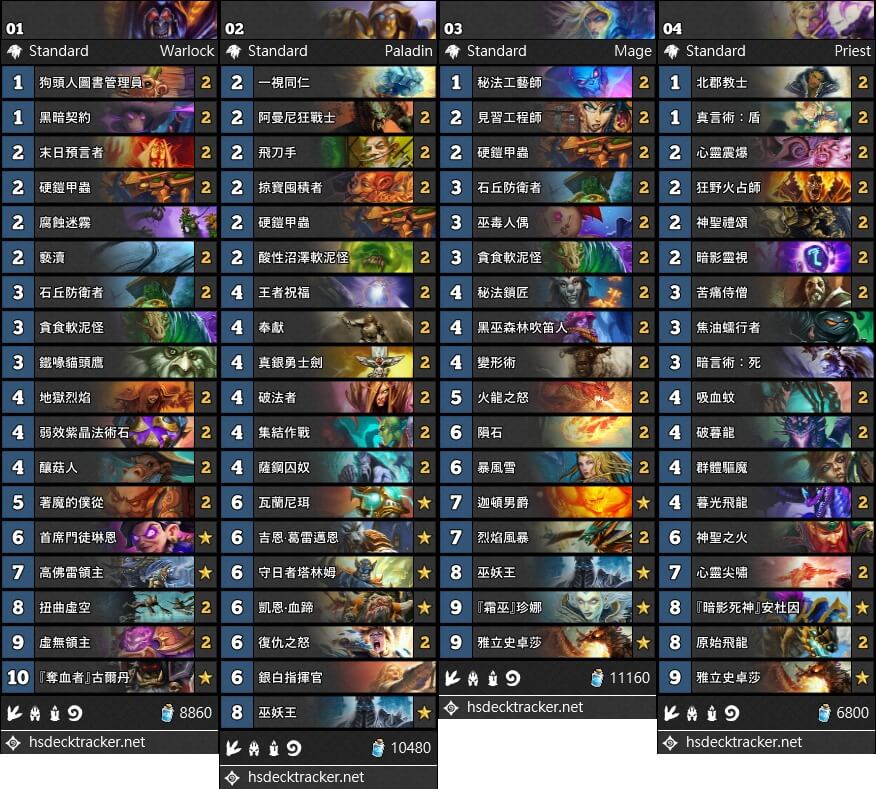 01
Standard Warlock
1 狗頭人圖書管理員 2
1 黑暗契約 2
2 末日預言者 2
2 硬鎧甲蟲 2
2 腐蝕迷霧
2 褻瀆 2
3 石丘防衛者 2
3 貪食軟泥怪
3 鐵喙貓頭鷹
4 地獄烈焰 2
4 弱效紫晶法術石 2
4 釀菇人 2
5 著魔的僕從 2
6 首席門徒琳恩
7 高佛雷領主
8 扭曲虛空 2
9 虛無領主 2
10 『奪血者』古爾丹
8860
hsdecktracker.net
02
Standard Paladin
2 一視同仁
2 阿曼尼狂戰士 2
2 飛刀手 2
2 掠寶囤積者 2
2 硬鎧甲蟲 2
2 酸性沼澤軟泥怪 2
4 王者祝福 2
4 奉獻 2
4 真銀勇士劍 2
4 破法者 2
4 集結作戰 2
4 薩鋼囚奴 2
6 瓦蘭尼珥
6 吉恩·葛雷邁恩
6 守日者塔林姆
6 凱恩·血蹄
6 復仇之怒 2
6 銀白指揮官
8 巫妖王
10480
hsdecktracker.net
03
Standard Mage
1 秘法工藝師 2
2 見習工程師 2
2 硬鎧甲蟲 2
3 石丘防衛者 2
3 巫毒人偶 2
3 貪食軟泥怪 2
4 秘法鎖匠 2
4 黑巫森林吹笛人 2
4 變形術 2
5 火龍之怒 2
6 隕石 2
6 暴風雪 2
7 迦頓男爵
7 烈焰風暴 2
8 巫妖王
9 『霜巫』珍娜
9 雅立史卓莎
11160
hsdecktracker.net
04
Standard Priest
1 北郡教士 2
1 真言術：盾 2
2 心靈震爆 2
2 狂野火占師 2
2 神聖禮頌 2
2 暗影靈視 2
3 苦痛侍僧 2
3 焦油蠕行者
3 暗言術：死
4 吸血蚊 2
4 破暮龍 2
4 群體驅魔
4 暮光飛龍 2
6 神聖之火
7 心靈尖嘯 2
8 『暗影死神』安杜因
8 原始飛龍 2
9 雅立史卓莎
6800
hsdecktracker.net